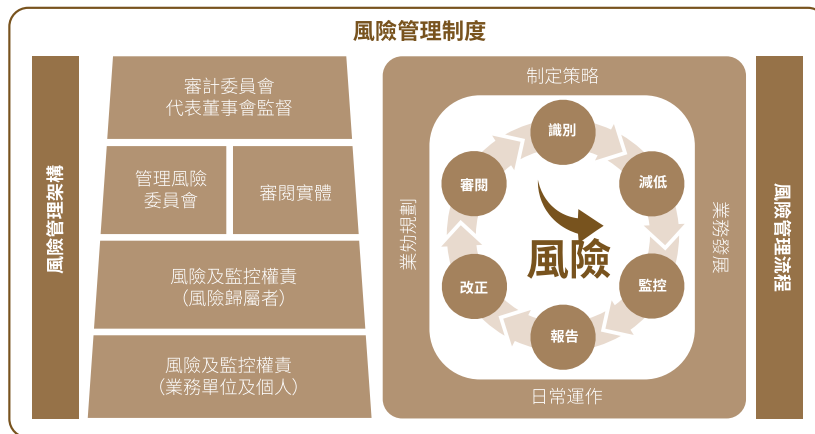 風險管理制度
風險管理架構
審計委員會
代表董事會監督
管理風險
委員會
審閱實體
風險及監控權責
(風險歸屬者)
風險及監控權責
(業務單位及個人)
制定策略
業務發展
日常運作
業効規劃
識別
減低
監控
報告
改正
審閱
風險
風險管理流程